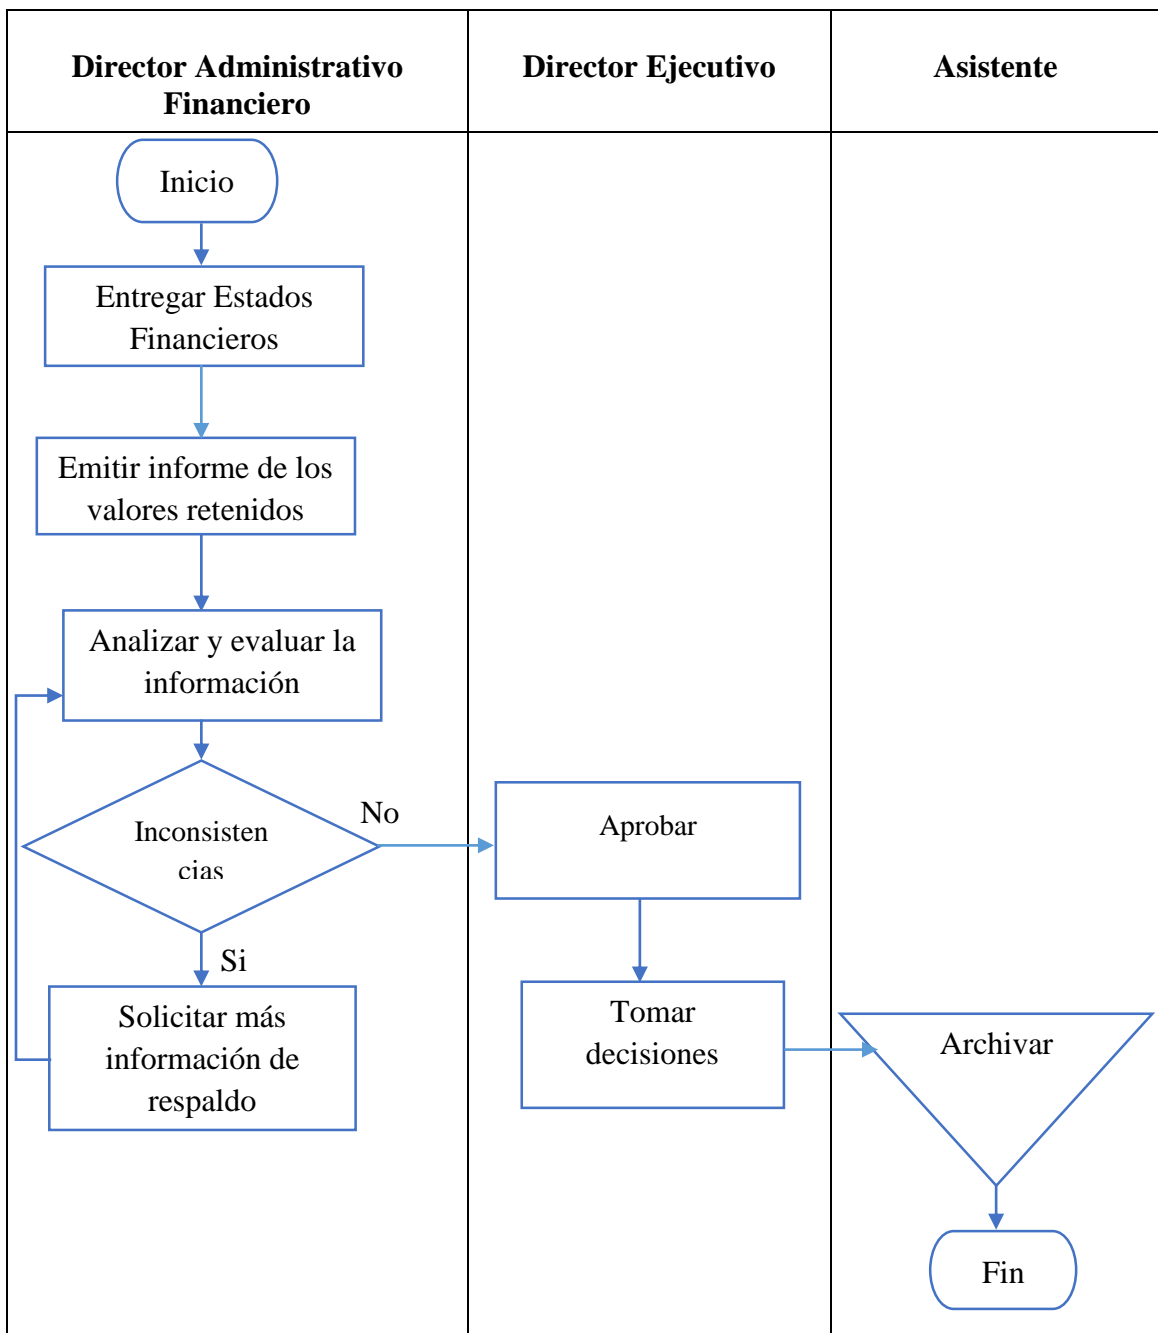 Director Administrativo
Financiero
Director Ejecutivo
Asistente
Inicio
Entregar Estados
Financieros
Emitir informe de los
valores retenidos
Analizar y evaluar la
información
Inconsisten
cias
No
Aprobar
Si
Solicitar más
información de
respaldo
Tomar
decisiones
Archivar
Fin